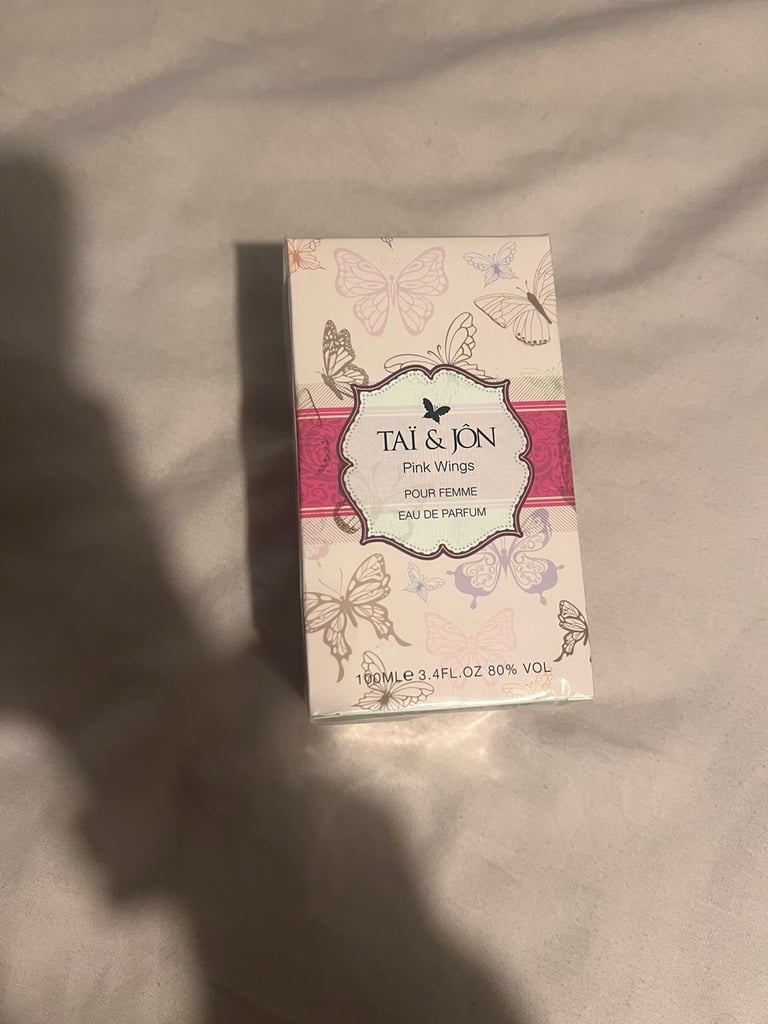 TAÏ & JÔN
Pink Wings
POUR FEMME
EAU DE PARFUM
100ML℮ 3.4FL.OZ 80% VOL